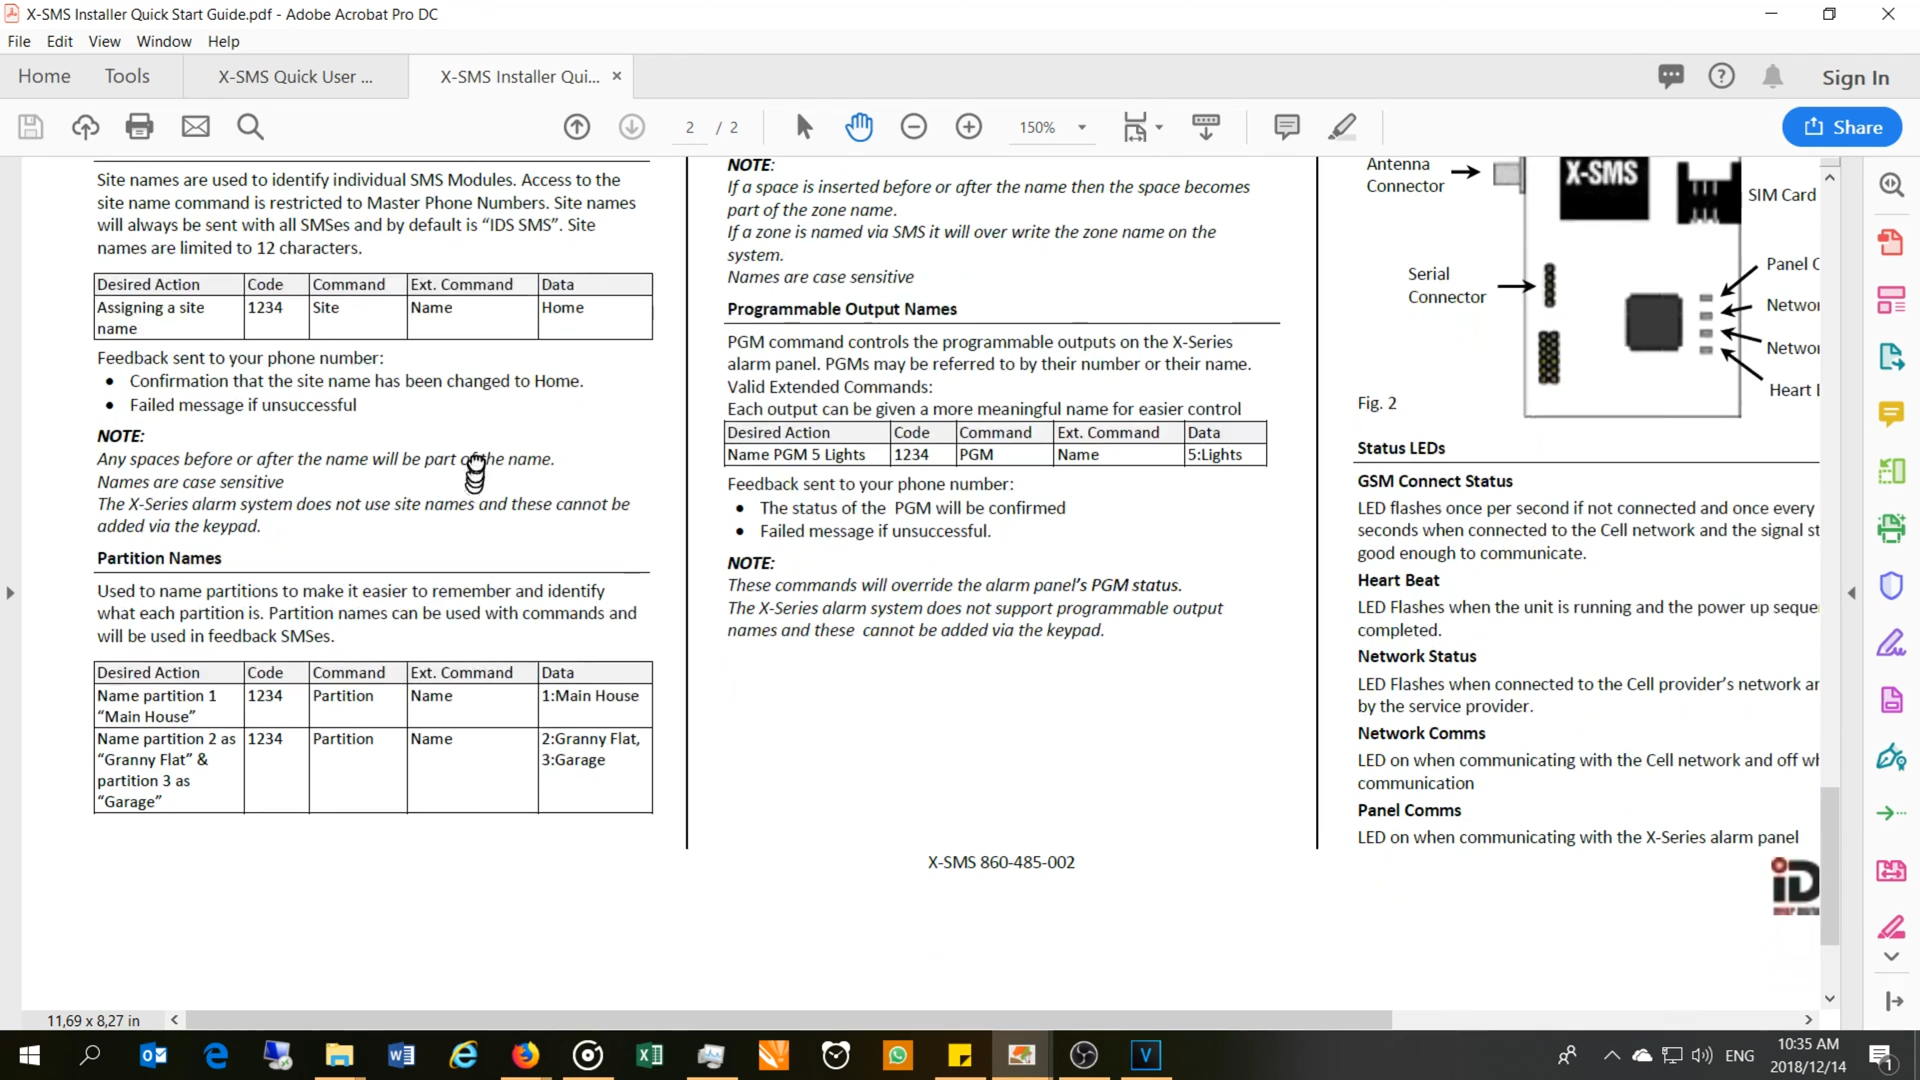 X-SMS Installer Quick Start Guide.pdf - Adobe Acrobat Pro DC
File Edit View Window Help
Home Tools X-SMS Quick User ... X-SMS Installer Qui... × Sign In
2 / 2 150% Share
Site names are used to identify individual SMS Modules. Access to the
site name command is restricted to Master Phone Numbers. Site names
will always be sent with all SMSes and by default is “IDS SMS”. Site
names are limited to 12 characters.
Desired Action Code Command Ext. Command Data
Assigning a site 1234 Site Name Home
name
Feedback sent to your phone number:
• Confirmation that the site name has been changed to Home.
• Failed message if unsuccessful
NOTE:
Any spaces before or after the name will be part of the name.
Names are case sensitive
The X-Series alarm system does not use site names and these cannot be
added via the keypad.
Partition Names
Used to name partitions to make it easier to remember and identify
what each partition is. Partition names can be used with commands and
will be used in feedback SMSes.
Desired Action Code Command Ext. Command Data
Name partition 1 1234 Partition Name 1:Main House
“Main House”
Name partition 2 as 1234 Partition Name 2:Granny Flat,
“Granny Flat” & 3:Garage
partition 3 as
“Garage”
NOTE:
If a space is inserted before or after the name then the space becomes
part of the zone name.
If a zone is named via SMS it will over write the zone name on the
system.
Names are case sensitive
Programmable Output Names
PGM command controls the programmable outputs on the X-Series
alarm panel. PGMs may be referred to by their number or their name.
Valid Extended Commands:
Each output can be given a more meaningful name for easier control
Desired Action Code Command Ext. Command Data
Name PGM 5 Lights 1234 PGM Name 5:Lights
Feedback sent to your phone number:
• The status of the PGM will be confirmed
• Failed message if unsuccessful.
NOTE:
These commands will override the alarm panel’s PGM status.
The X-Series alarm system does not support programmable output
names and these cannot be added via the keypad.
X-SMS 860-485-002
Antenna
Connector
X-SMS
SIM Card
Serial
Connector
Panel C
Networ
Networ
Heart B
Fig. 2
Status LEDs
GSM Connect Status
LED flashes once per second if not connected and once every
seconds when connected to the Cell network and the signal st
good enough to communicate.
Heart Beat
LED Flashes when the unit is running and the power up seque
completed.
Network Status
LED Flashes when connected to the Cell provider’s network ar
by the service provider.
Network Comms
LED on when communicating with the Cell network and off wh
communication
Panel Comms
LED on when communicating with the X-Series alarm panel
iD
11,69 x 8,27 in
ENG
10:35 AM
2018/12/14
1